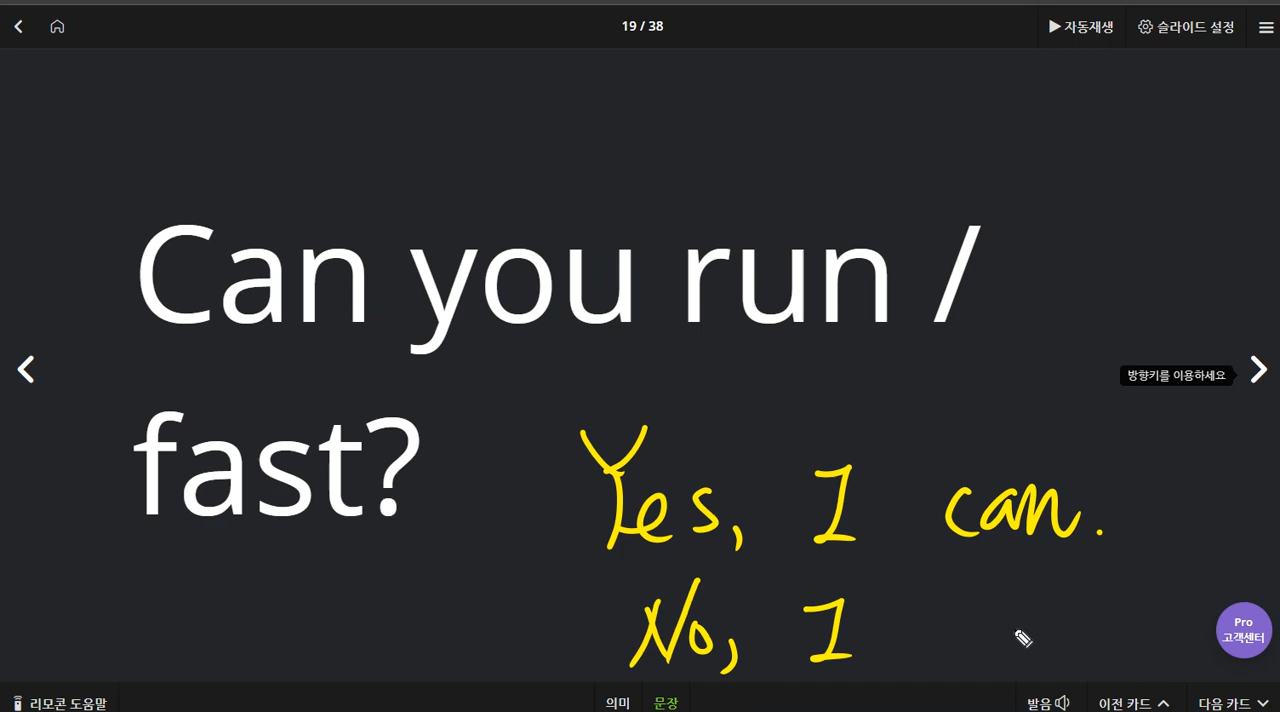 19 / 38
자동재생
슬라이드 설정
Can you run /
fast?
방향키를 이용하세요
Yes, I can.
No, I
Pro
고객센터
리모콘 도움말
의미
문장
발음
이전 카드
다음 카드